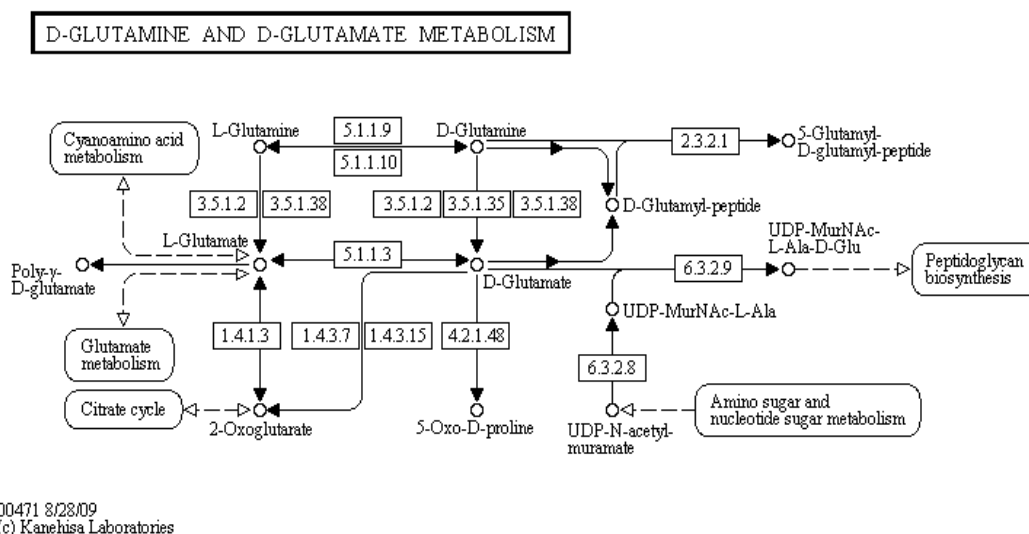 D-GLUTAMINE AND D-GLUTAMATE METABOLISM
Cyanoamino acid
metabolism
L-Glutamine
5.1.1.9
5.1.1.10
D-Glutamine
2.3.2.1
5-Glutamyl-
D-glutamyl-peptide
3.5.1.2
3.5.1.38
3.5.1.2
3.5.1.35
3.5.1.38
D-Glutamyl-peptide
UDP-MurNAc-
L-Ala-D-Glu
L-Glutamate
Poly-γ-
D-glutamate
5.1.1.3
D-Glutamate
6.3.2.9
Peptidoglycan
biosynthesis
UDP-MurNAc-L-Ala
Glutamate
metabolism
1.4.1.3
1.4.3.7
1.4.3.15
4.2.1.48
6.3.2.8
Citrate cycle
2-Oxoglutarate
5-Oxo-D-proline
UDP-N-acetyl-
muramate
Amino sugar and
nucleotide sugar metabolism
00471 8/28/09
(c) Kanehisa Laboratories